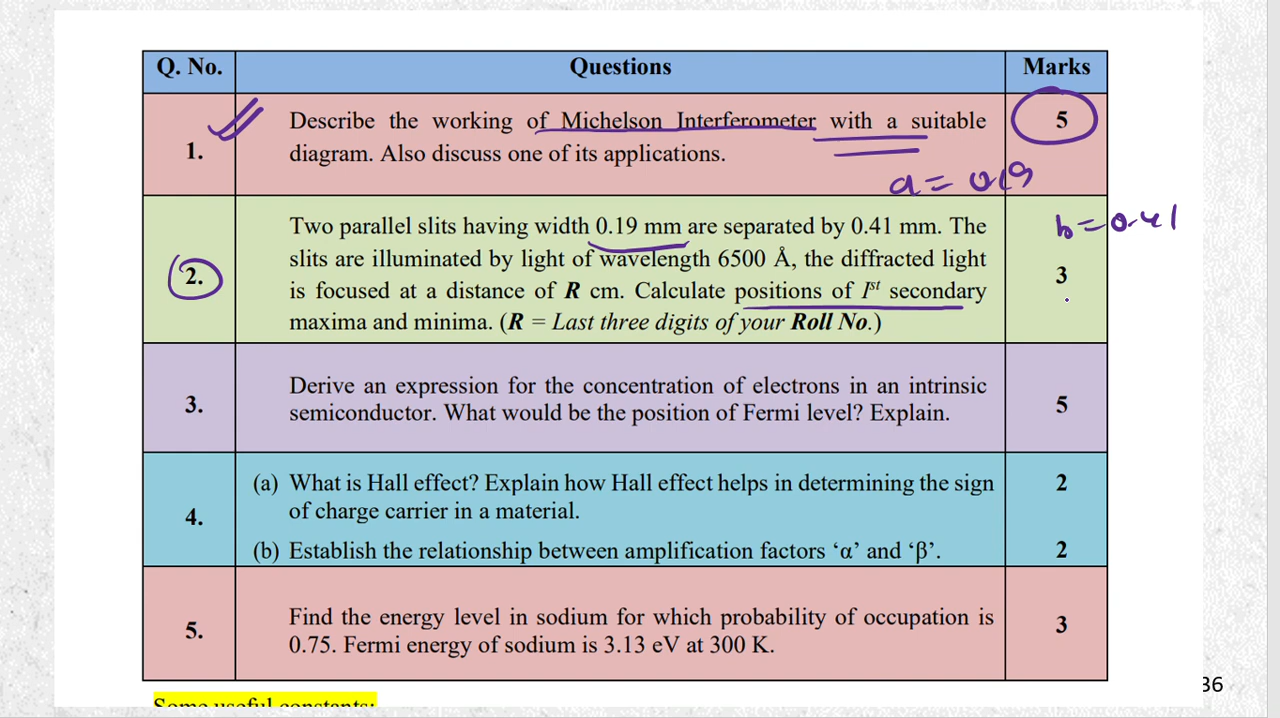 Q. No. Questions Marks
1. Describe the working of Michelson Interferometer with a suitable 5
diagram. Also discuss one of its applications.
a = 0.19
2. Two parallel slits having width 0.19 mm are separated by 0.41 mm. The b = 0.41
slits are illuminated by light of wavelength 6500 Å, the diffracted light
is focused at a distance of R cm. Calculate positions of Ist secondary 3
maxima and minima. (R = Last three digits of your Roll No.)
3. Derive an expression for the concentration of electrons in an intrinsic 5
semiconductor. What would be the position of Fermi level? Explain.
4. (a) What is Hall effect? Explain how Hall effect helps in determining the sign 2
of charge carrier in a material.
(b) Establish the relationship between amplification factors ‘α’ and ‘β’. 2
5. Find the energy level in sodium for which probability of occupation is 3
0.75. Fermi energy of sodium is 3.13 eV at 300 K.
36
Some useful constants: